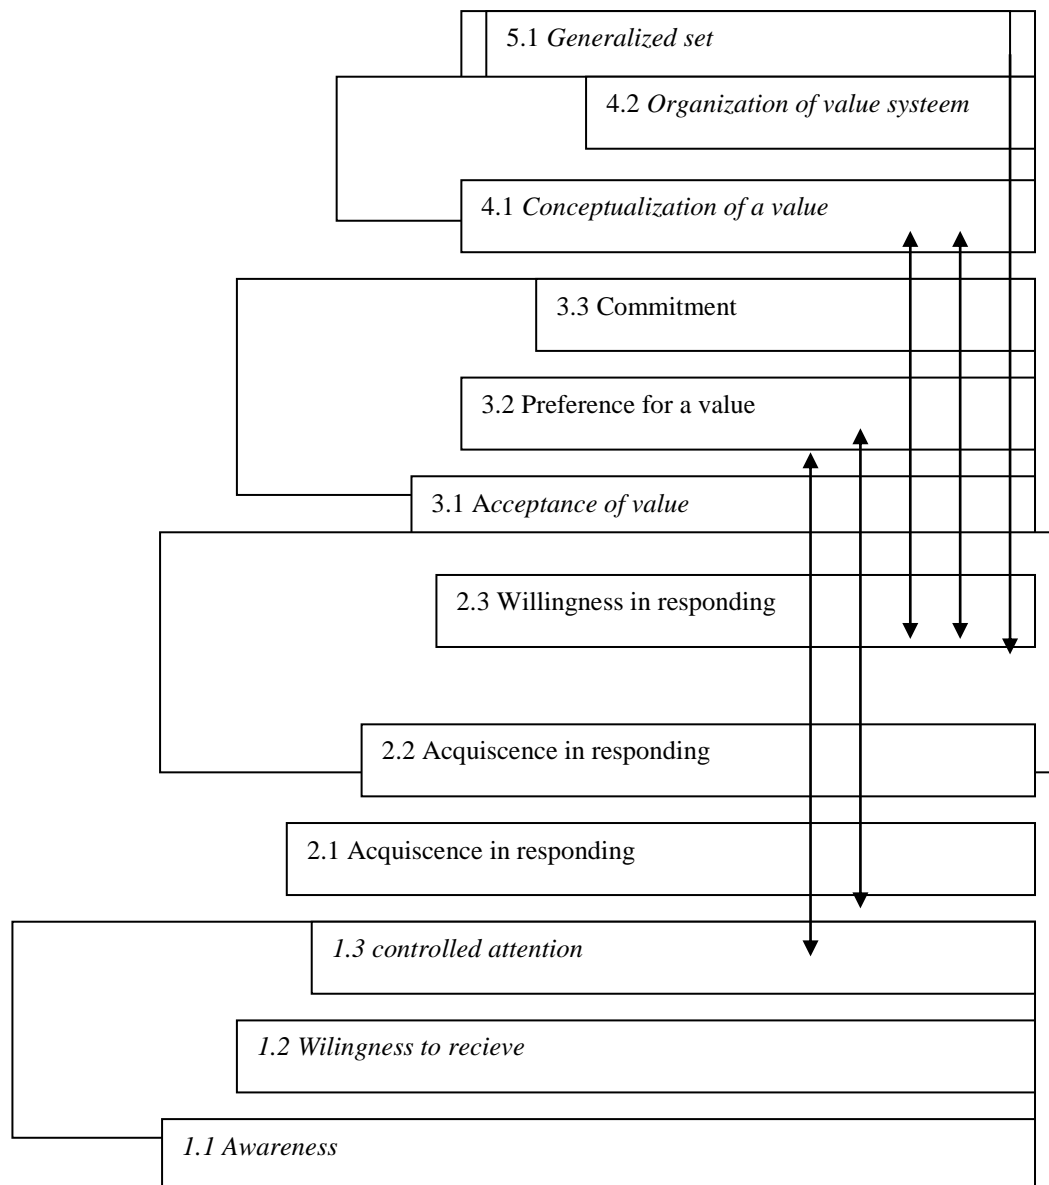 5.1 Generalized set
4.2 Organization of value systeem
4.1 Conceptualization of a value
3.3 Commitment
3.2 Preference for a value
3.1 Acceptance of value
2.3 Willingness in responding
2.2 Acquiscence in responding
2.1 Acquiscence in responding
1.3 controlled attention
1.2 Wilingness to recieve
1.1 Awareness